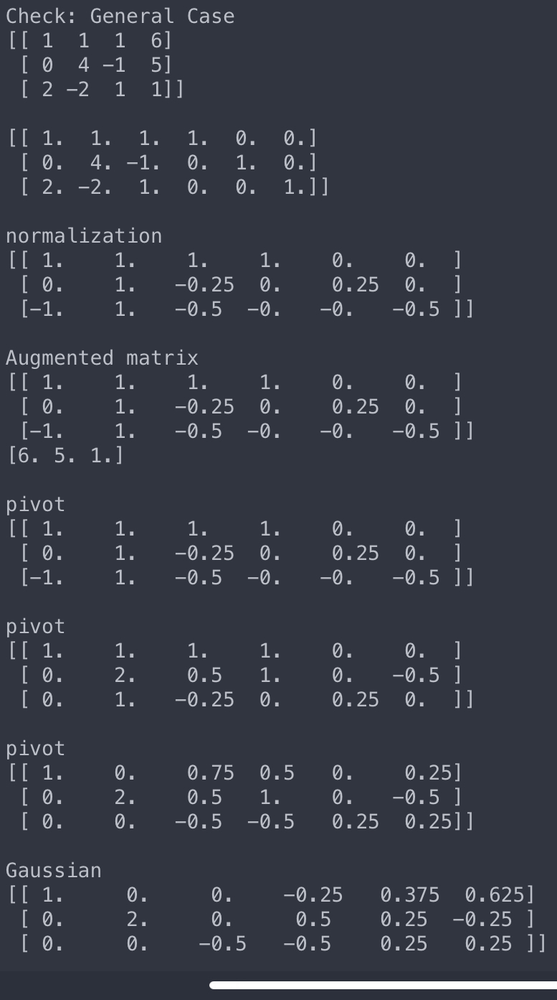 Check: General Case
[[ 1  1  1  6]
 [ 0  4 −1  5]
 [ 2 −2  1  1]]
[[ 1.  1.  1.  1.  0.  0.]
 [ 0.  4. −1.  0.  1.  0.]
 [ 2. −2.  1.  0.  0.  1.]]
normalization
[[ 1.    1.    1.    1.    0.    0.  ]
 [ 0.    1.   −0.25  0.    0.25  0.  ]
 [−1.    1.   −0.5  −0.   −0.   −0.5 ]]
Augmented matrix
[[ 1.    1.    1.    1.    0.    0.  ]
 [ 0.    1.   −0.25  0.    0.25  0.  ]
 [−1.    1.   −0.5  −0.   −0.   −0.5 ]]
[6. 5. 1.]
pivot
[[ 1.    1.    1.    1.    0.    0.  ]
 [ 0.    1.   −0.25  0.    0.25  0.  ]
 [−1.    1.   −0.5  −0.   −0.   −0.5 ]]
pivot
[[ 1.    1.    1.    1.    0.    0.  ]
 [ 0.    2.    0.5   1.    0.   −0.5 ]
 [ 0.    1.   −0.25  0.    0.25  0.  ]]
pivot
[[ 1.    0.    0.75  0.5   0.    0.25]
 [ 0.    2.    0.5   1.    0.   −0.5 ]
 [ 0.    0.   −0.5  −0.5   0.25  0.25]]
Gaussian
[[ 1.     0.     0.    −0.25   0.375  0.625]
 [ 0.     2.     0.     0.5    0.25  −0.25 ]
 [ 0.     0.    −0.5   −0.5    0.25   0.25 ]]